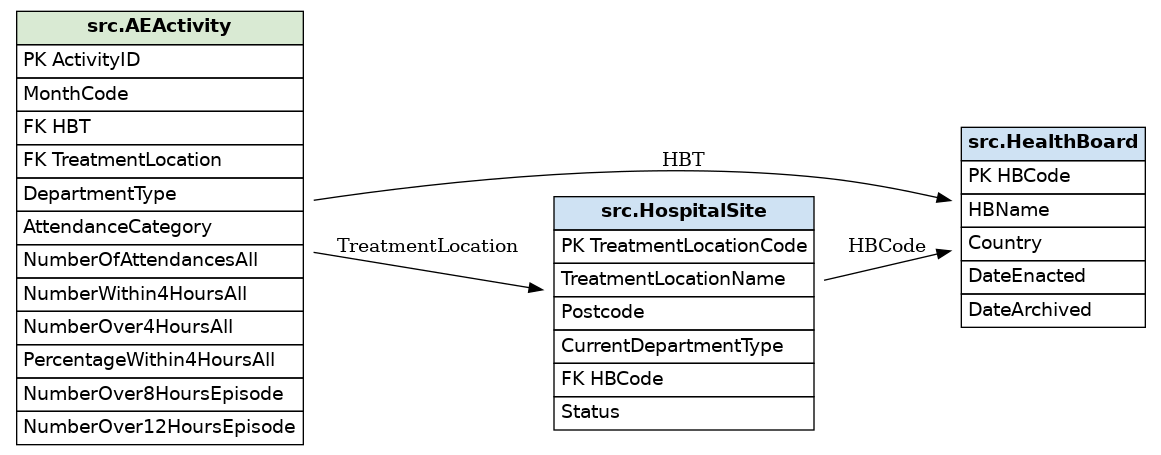 src.AEActivity
PK ActivityID
MonthCode
FK HBT
FK TreatmentLocation
DepartmentType
AttendanceCategory
NumberOfAttendancesAll
NumberWithin4HoursAll
NumberOver4HoursAll
PercentageWithin4HoursAll
NumberOver8HoursEpisode
NumberOver12HoursEpisode
HBT
TreatmentLocation
src.HospitalSite
PK TreatmentLocationCode
TreatmentLocationName
Postcode
CurrentDepartmentType
FK HBCode
Status
HBCode
src.HealthBoard
PK HBCode
HBName
Country
DateEnacted
DateArchived